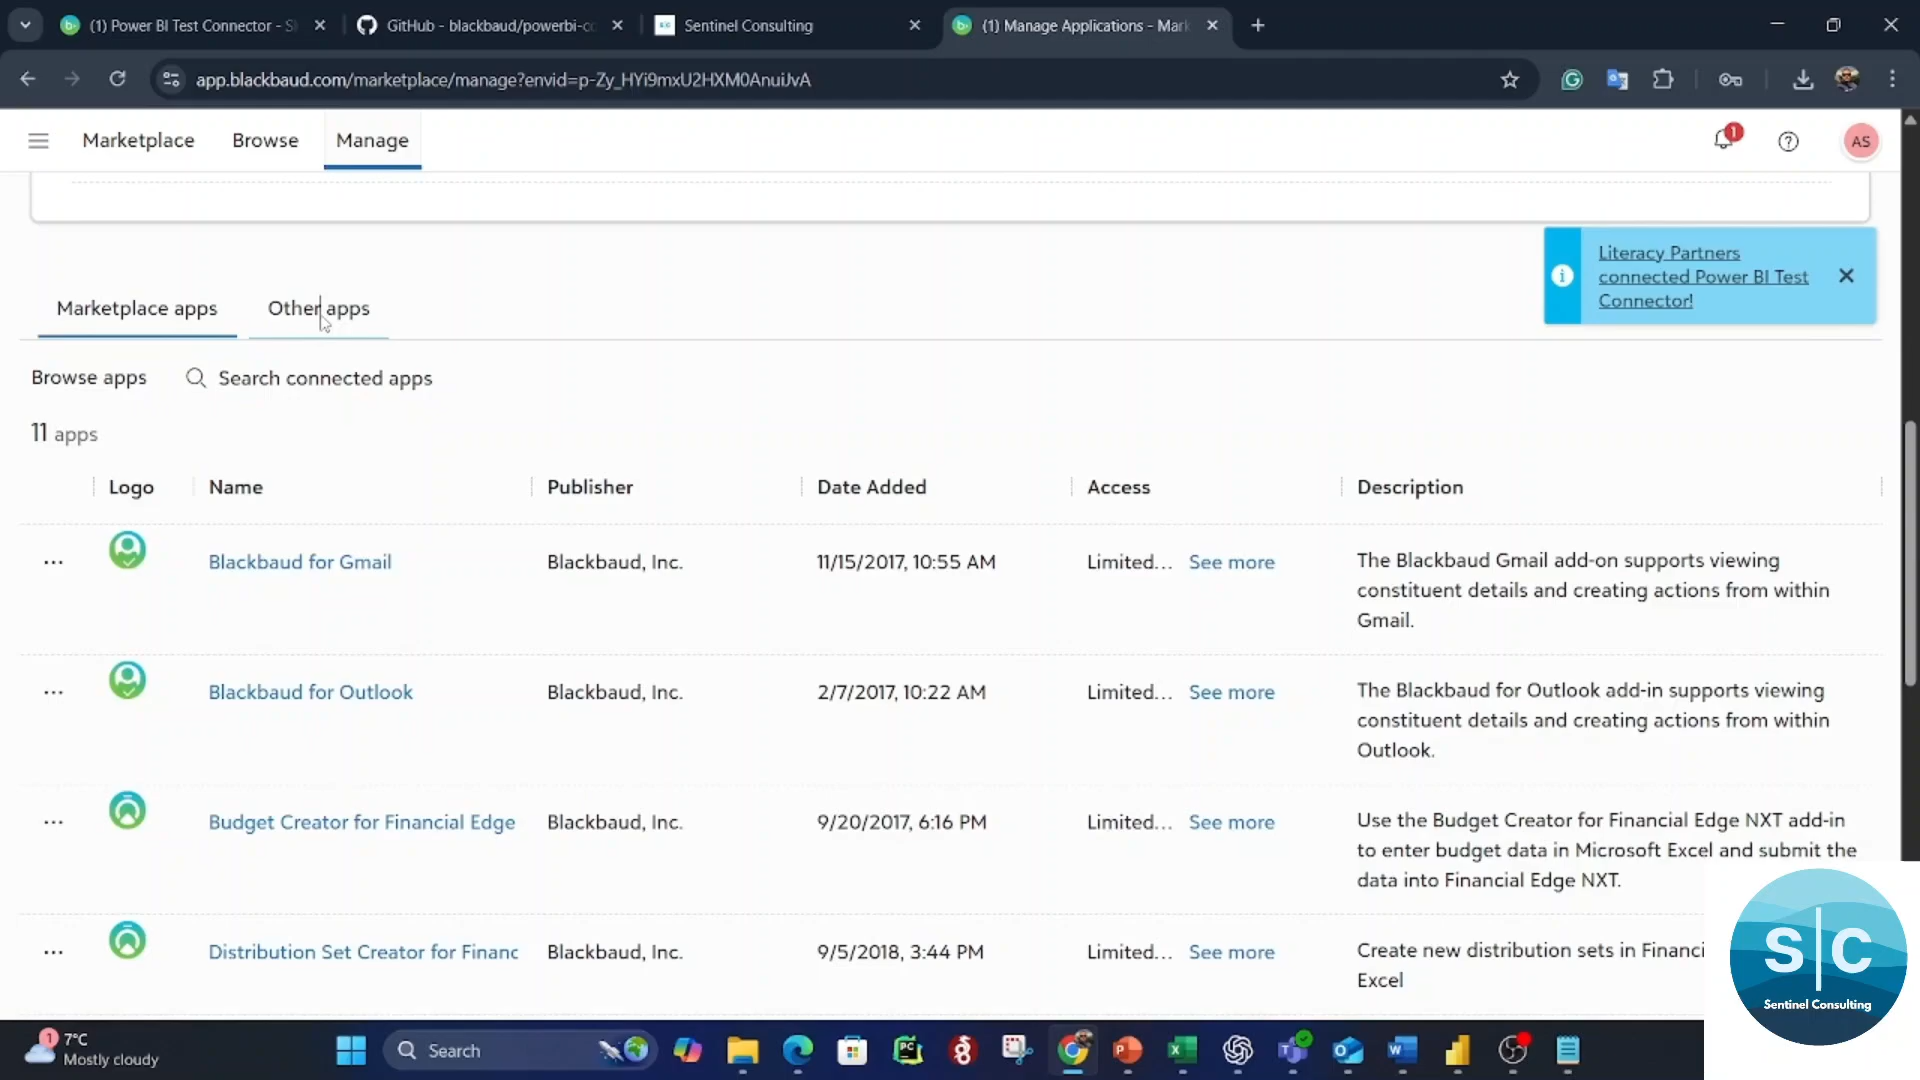 (1) Power BI Test Connector - S
GitHub - blackbaud/powerbi-co
Sentinel Consulting
(1) Manage Applications - Mark
app.blackbaud.com/marketplace/manage?envid=p-Zy_HYi9mxU2HXM0AnuiJvA
Marketplace
Browse
Manage
1
AS
Literacy Partners
connected Power BI Test
Connector!
Marketplace apps
Other apps
Browse apps
Search connected apps
11 apps
Logo
Name
Publisher
Date Added
Access
Description
Blackbaud for Gmail
Blackbaud, Inc.
11/15/2017, 10:55 AM
Limited... See more
The Blackbaud Gmail add-on supports viewing
constituent details and creating actions from within
Gmail.
Blackbaud for Outlook
Blackbaud, Inc.
2/7/2017, 10:22 AM
Limited... See more
The Blackbaud for Outlook add-in supports viewing
constituent details and creating actions from within
Outlook.
Budget Creator for Financial Edge
Blackbaud, Inc.
9/20/2017, 6:16 PM
Limited... See more
Use the Budget Creator for Financial Edge NXT add-in
to enter budget data in Microsoft Excel and submit the
data into Financial Edge NXT.
Distribution Set Creator for Financ
Blackbaud, Inc.
9/5/2018, 3:44 PM
Limited... See more
Create new distribution sets in Financi
Excel
S|C
Sentinel Consulting
1
7°C
Mostly cloudy
Search